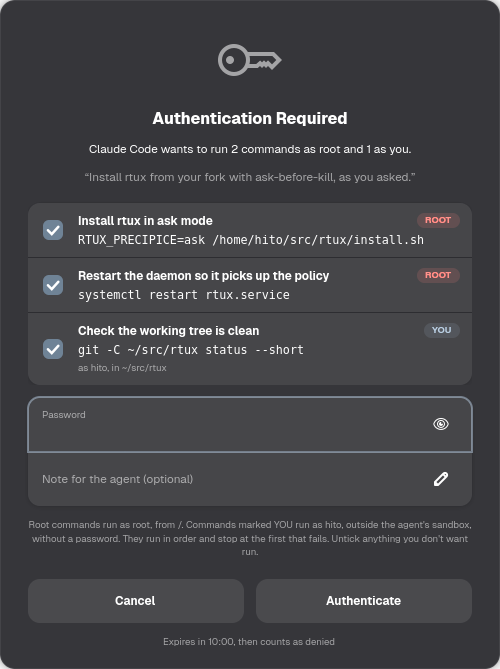 Authentication Required
Claude Code wants to run 2 commands as root and 1 as you.
“Install rtux from your fork with ask-before-kill, as you asked.”
Install rtux in ask mode
ROOT
RTUX_PRECIPICE=ask /home/hito/src/rtux/install.sh
Restart the daemon so it picks up the policy
ROOT
systemctl restart rtux.service
Check the working tree is clean
YOU
git -C ~/src/rtux status --short
as hito, in ~/src/rtux
Password
Note for the agent (optional)
Root commands run as root, from /. Commands marked YOU run as hito, outside the agent's sandbox,
without a password. They run in order and stop at the first that fails. Untick anything you don't want
run.
Cancel
Authenticate
Expires in 10:00, then counts as denied